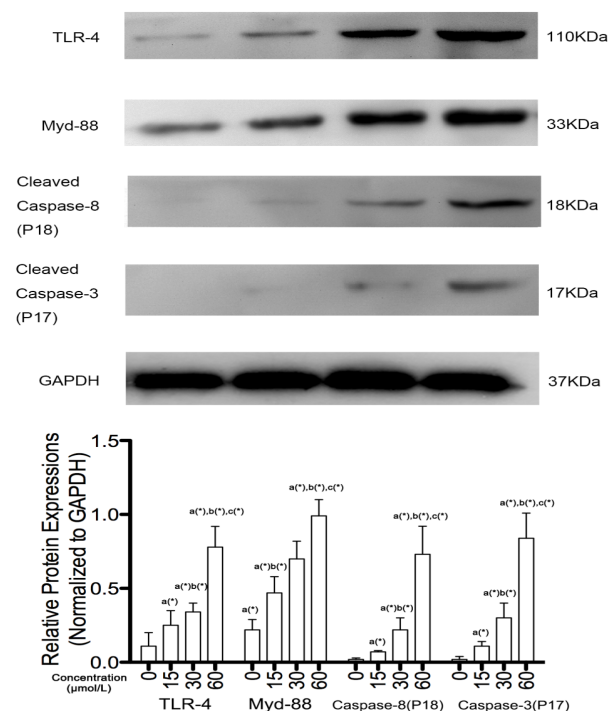 TLR-4
110KDa
Myd-88
33KDa
Cleaved
Caspase-8
(P18)
18KDa
Cleaved
Caspase-3
(P17)
17KDa
GAPDH
37KDa
Relative Protein Expressions
(Normalized to GAPDH)
1.5
1.0
0.5
0.0
a(*)
a(*)b(*)
a(*),b(*),c(*)
a(*)
a(*)b(*)
a(*),b(*),c(*)
a(*)
a(*)b(*)
a(*),b(*),c(*)
a(*)
a(*)b(*)
a(*),b(*),c(*)
Concentration
(μmol/L)
0 15 30 60 0 15 30 60 0 15 30 60 0 15 30 60
TLR-4 Myd-88 Caspase-8(P18) Caspase-3(P17)